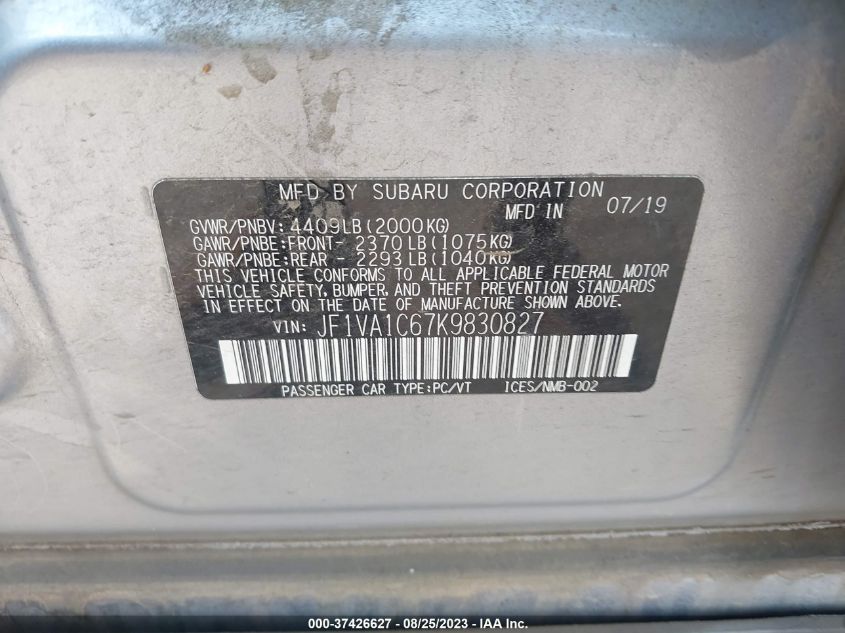 MFD BY SUBARU CORPORATION
MFD IN 07/19
GVWR/PNBV: 4409LB(2000KG)
GAWR/PNBE:FRONT- 2370LB(1075KG)
GAWR/PNBE:REAR - 2293LB(1040KG)
THIS VEHICLE CONFORMS TO ALL APPLICABLE FEDERAL MOTOR
VEHICLE SAFETY, BUMPER, AND THEFT PREVENTION STANDARDS
IN EFFECT ON THE DATE OF MANUFACTURE SHOWN ABOVE.
VIN: JF1VA1C67K9830827
PASSENGER CAR TYPE:PC/VT ICES/NMB-002
000-37426627 - 08/25/2023 - IAA Inc.